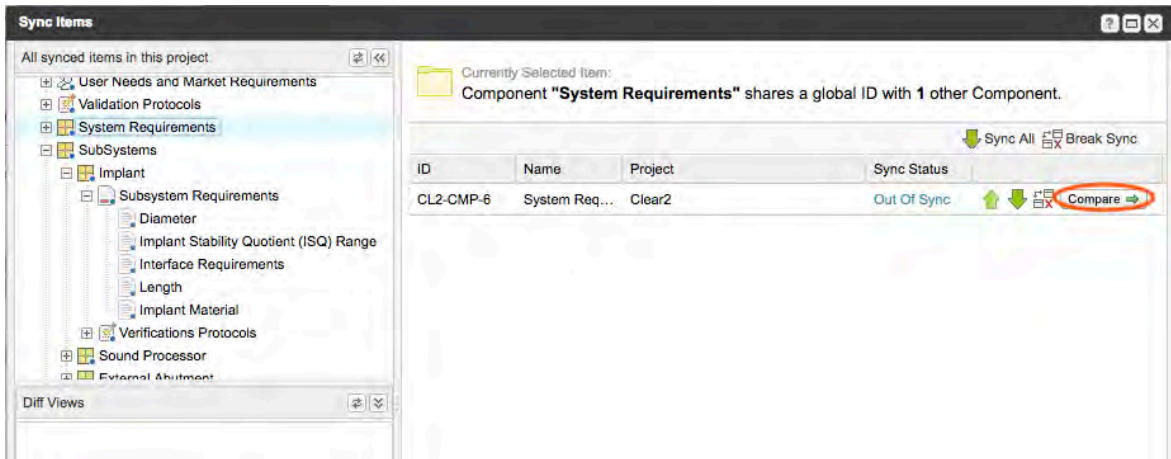 Sync Items
All synced items in this project
User Needs and Market Requirements
Validation Protocols
System Requirements
SubSystems
Implant
Subsystem Requirements
Diameter
Implant Stability Quotient (ISQ) Range
Interface Requirements
Length
Implant Material
Verifications Protocols
Sound Processor
External Abutment
Diff Views
Currently Selected Item:
Component "System Requirements" shares a global ID with 1 other Component.
Sync All Break Sync
ID Name Project Sync Status
CL2-CMP-6 System Req... Clear2 Out Of Sync Compare